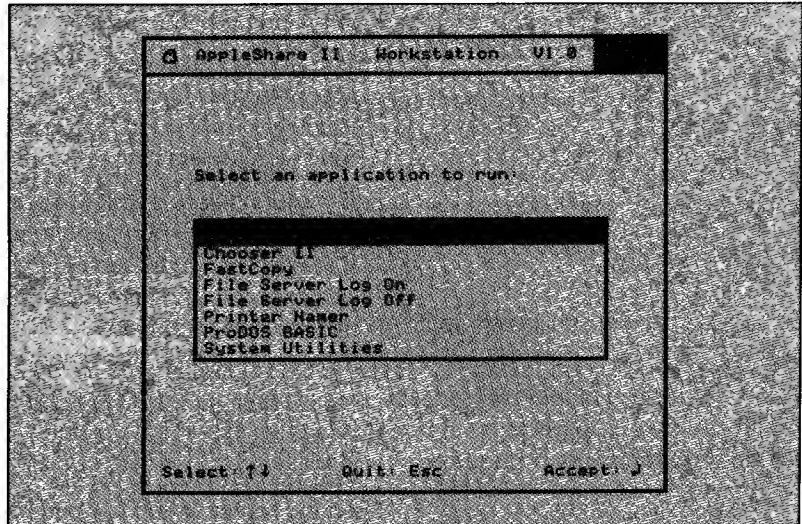 AppleShare II Workstation V1.0
Select an application to run:
Chooser II
FastCopy
File Server Log On
File Server Log Off
Printer Namer
ProDOS BASIC
System Utilities
Select: ↑↓ Quit: Esc Accept: ↲